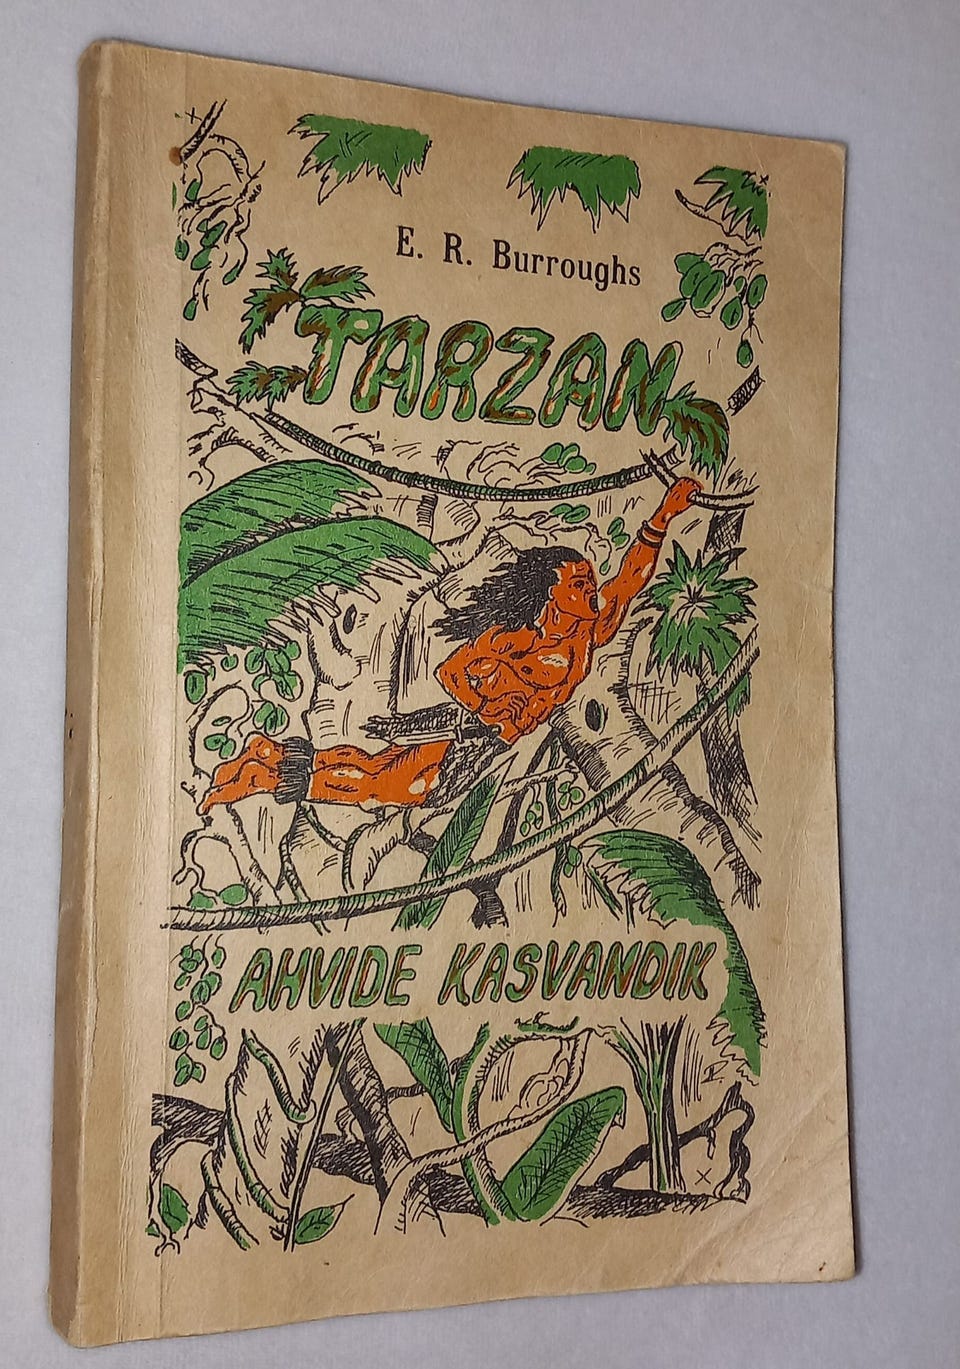 E. R. Burroughs
TARZAN
AHVIDE KASVANDIK